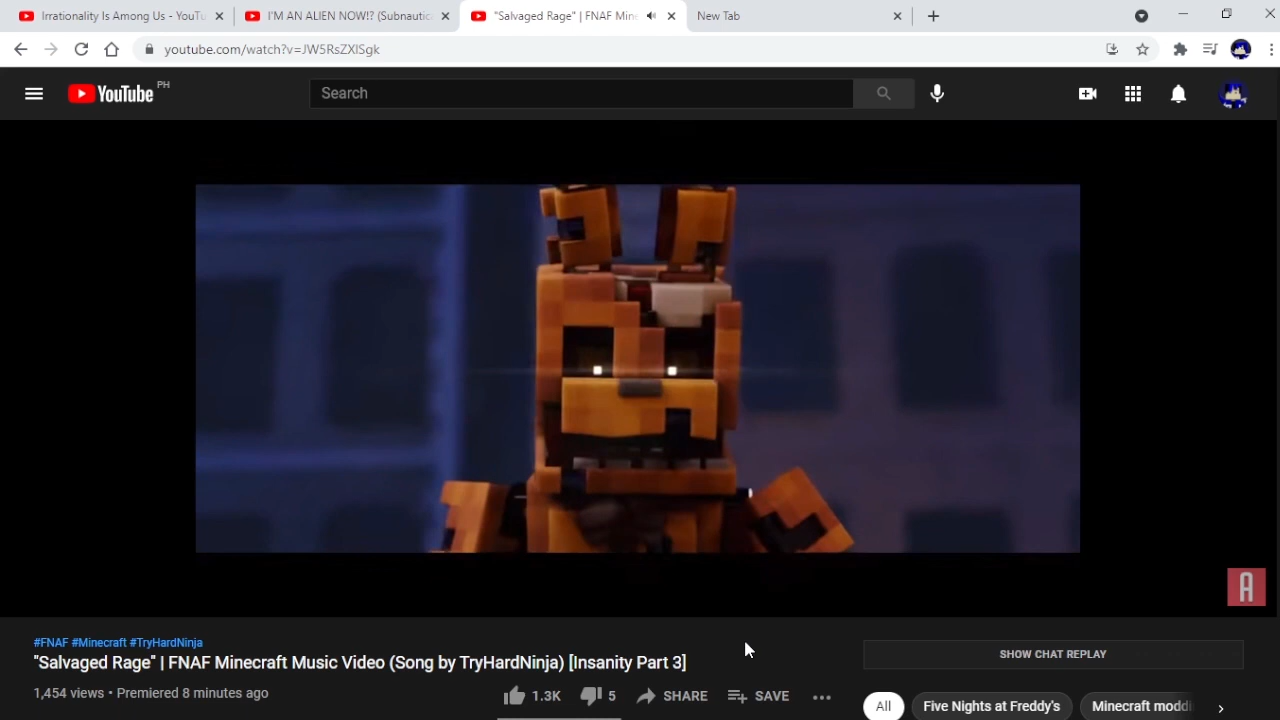 Irrationality Is Among Us - YouTu
I'M AN ALIEN NOW!? (Subnautic
"Salvaged Rage" | FNAF Mine
New Tab
youtube.com/watch?v=JW5RsZXlSgk
YouTube PH
Search
A
#FNAF #Minecraft #TryHardNinja
"Salvaged Rage" | FNAF Minecraft Music Video (Song by TryHardNinja) [Insanity Part 3]
1,454 views • Premiered 8 minutes ago
1.3K
5
SHARE
SAVE
SHOW CHAT REPLAY
All
Five Nights at Freddy's
Minecraft moddi